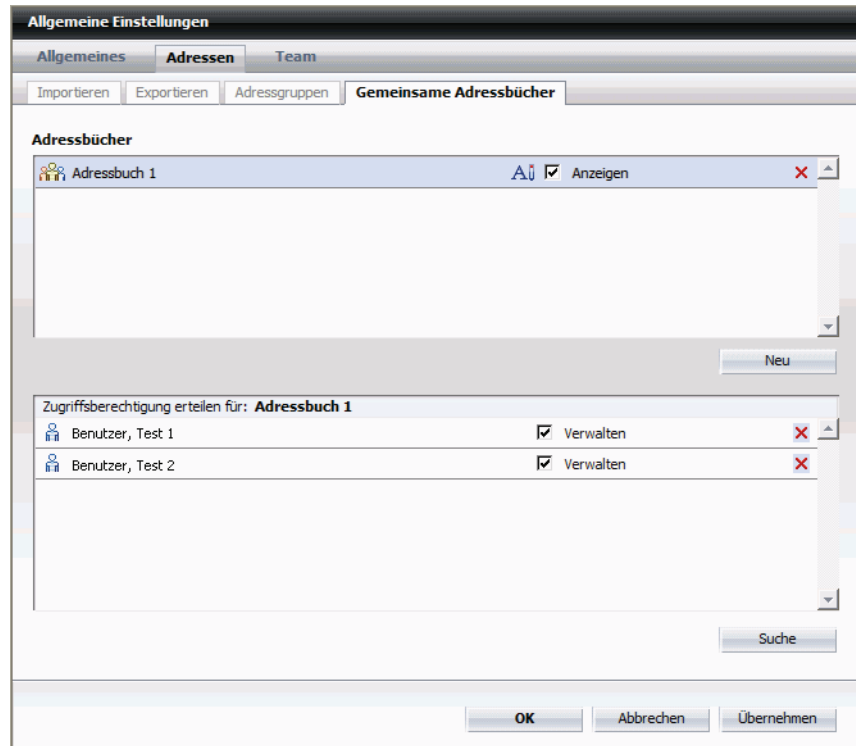 Allgemeine Einstellungen
Allgemeines Adressen Team
Importieren Exportieren Adressgruppen Gemeinsame Adressbücher
Adressbücher
Adressbuch 1 Anzeigen
Neu
Zugriffsberechtigung erteilen für: Adressbuch 1
Benutzer, Test 1 Verwalten
Benutzer, Test 2 Verwalten
Suche
OK Abbrechen Übernehmen